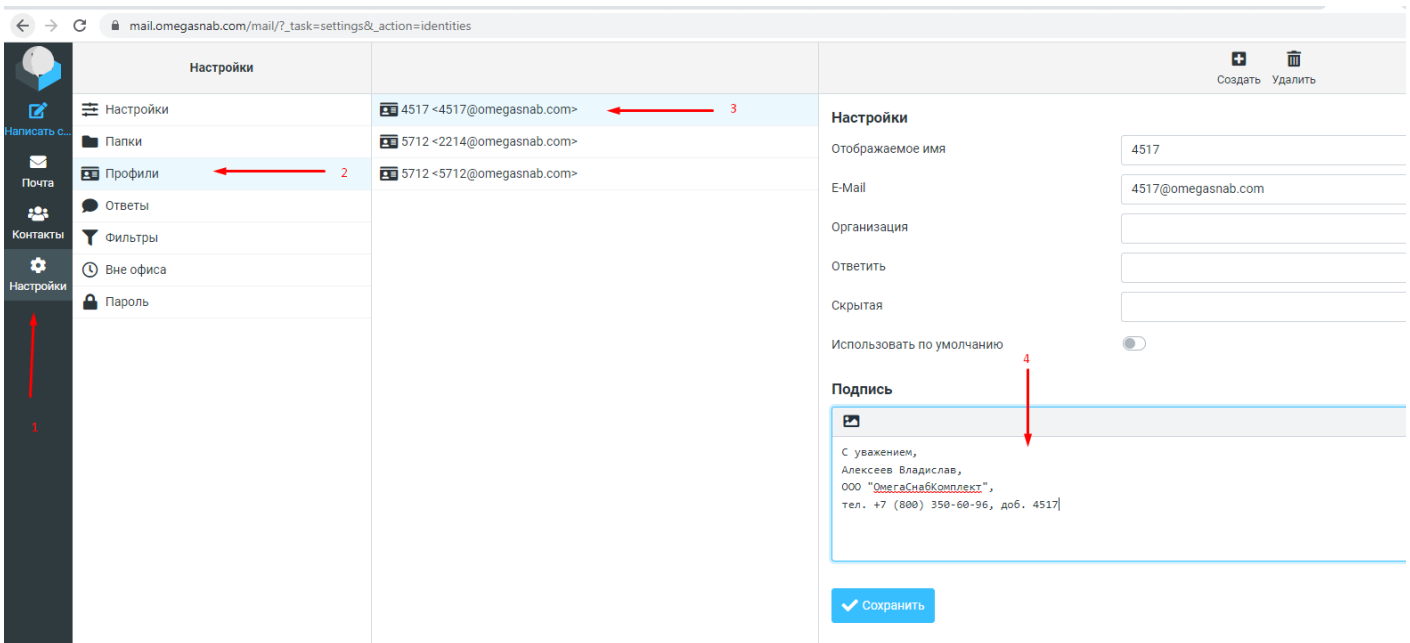 mail.omegasnab.com/mail/?_task=settings&_action=identities
Настройки
Создать
Удалить
Написать с...
Почта
Контакты
Настройки
1
Настройки
Папки
Профили
2
Ответы
Фильтры
Вне офиса
Пароль
4517 <4517@omegasnab.com>
3
5712 <2214@omegasnab.com>
5712 <5712@omegasnab.com>
Настройки
Отображаемое имя
4517
E-Mail
4517@omegasnab.com
Организация
Ответить
Скрытая
Использовать по умолчанию
4
Подпись
С уважением,
Алексеев Владислав,
ООО "ОмегаСнабКомплект",
тел. +7 (800) 350-60-96, доб. 4517
Сохранить